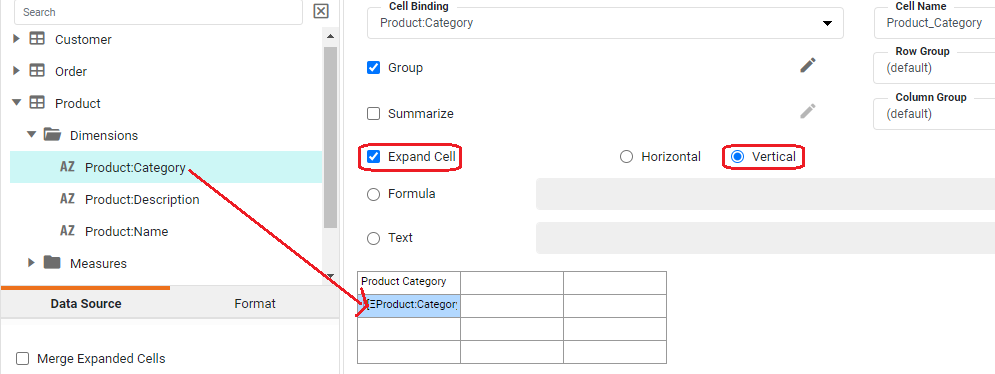 Search
Customer
Order
Product
Dimensions
AZ Product:Category
AZ Product:Description
AZ Product:Name
Measures
Data Source Format
Merge Expanded Cells
Cell Binding
Product:Category
Cell Name
Product_Category
Group
Row Group
(default)
Summarize
Column Group
(default)
Expand Cell Horizontal Vertical
Formula
Text
Product Category
Product:Category